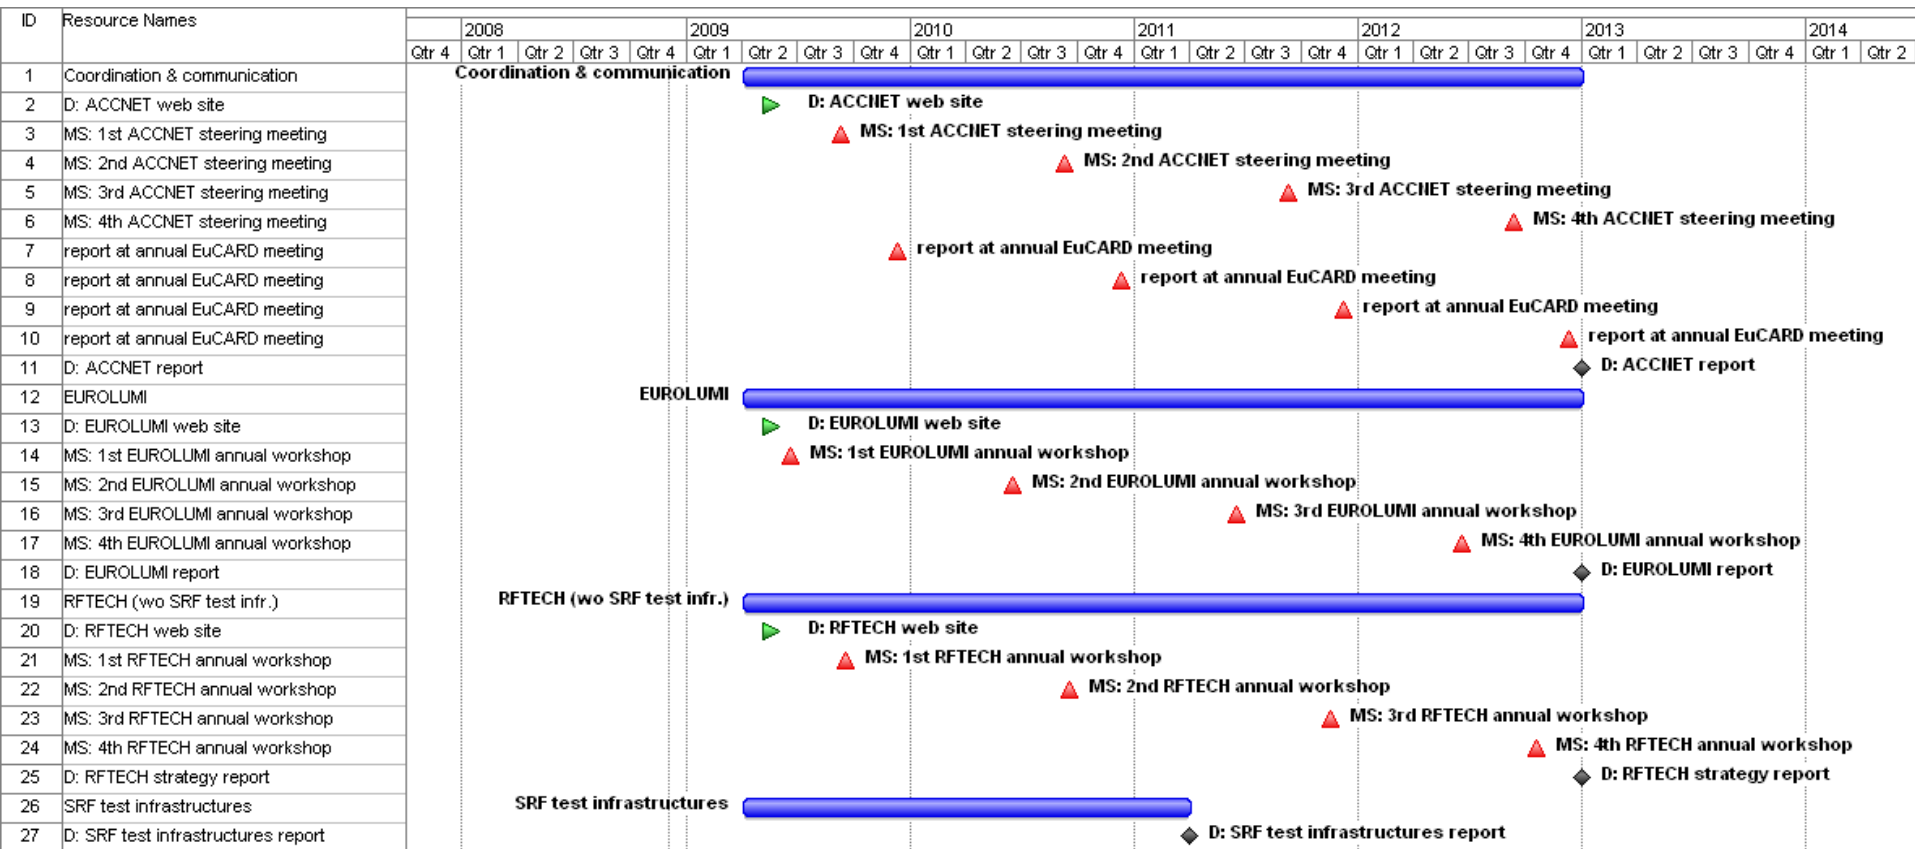 ID Resource Names 2008 2009 2010 2011 2012 2013 2014
Qtr 4 Qtr 1 Qtr 2 Qtr 3 Qtr 4 Qtr 1 Qtr 2 Qtr 3 Qtr 4 Qtr 1 Qtr 2 Qtr 3 Qtr 4 Qtr 1 Qtr 2 Qtr 3 Qtr 4 Qtr 1 Qtr 2 Qtr 3 Qtr 4 Qtr 1 Qtr 2 Qtr 3 Qtr 4 Qtr 1 Qtr 2
1 Coordination & communication Coordination & communication
2 D: ACCNET web site D: ACCNET web site
3 MS: 1st ACCNET steering meeting MS: 1st ACCNET steering meeting
4 MS: 2nd ACCNET steering meeting MS: 2nd ACCNET steering meeting
5 MS: 3rd ACCNET steering meeting MS: 3rd ACCNET steering meeting
6 MS: 4th ACCNET steering meeting MS: 4th ACCNET steering meeting
7 report at annual EuCARD meeting report at annual EuCARD meeting
8 report at annual EuCARD meeting report at annual EuCARD meeting
9 report at annual EuCARD meeting report at annual EuCARD meeting
10 report at annual EuCARD meeting report at annual EuCARD meeting
11 D: ACCNET report D: ACCNET report
12 EUROLUMI EUROLUMI
13 D: EUROLUMI web site D: EUROLUMI web site
14 MS: 1st EUROLUMI annual workshop MS: 1st EUROLUMI annual workshop
15 MS: 2nd EUROLUMI annual workshop MS: 2nd EUROLUMI annual workshop
16 MS: 3rd EUROLUMI annual workshop MS: 3rd EUROLUMI annual workshop
17 MS: 4th EUROLUMI annual workshop MS: 4th EUROLUMI annual workshop
18 D: EUROLUMI report D: EUROLUMI report
19 RFTECH (wo SRF test infr.) RFTECH (wo SRF test infr.)
20 D: RFTECH web site D: RFTECH web site
21 MS: 1st RFTECH annual workshop MS: 1st RFTECH annual workshop
22 MS: 2nd RFTECH annual workshop MS: 2nd RFTECH annual workshop
23 MS: 3rd RFTECH annual workshop MS: 3rd RFTECH annual workshop
24 MS: 4th RFTECH annual workshop MS: 4th RFTECH annual workshop
25 D: RFTECH strategy report D: RFTECH strategy report
26 SRF test infrastructures SRF test infrastructures
27 D: SRF test infrastructures report D: SRF test infrastructures report